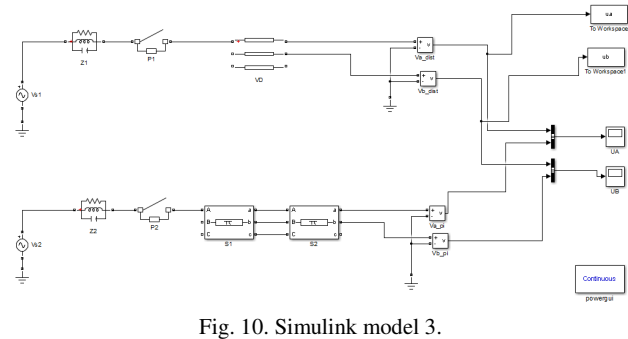 ua
To Workspace
ub
To Workspace1
Z1
P1
VD
+
-
v
Va_dist
+
-
v
Vb_dist
Vs1
UA
UB
Z2
P2
A
B
C
a
b
c
S1
A
B
C
a
b
c
S2
+
-
v
Va_pi
+
-
v
Vb_pi
Vs2
Continuous
powergui
Fig. 10. Simulink model 3.